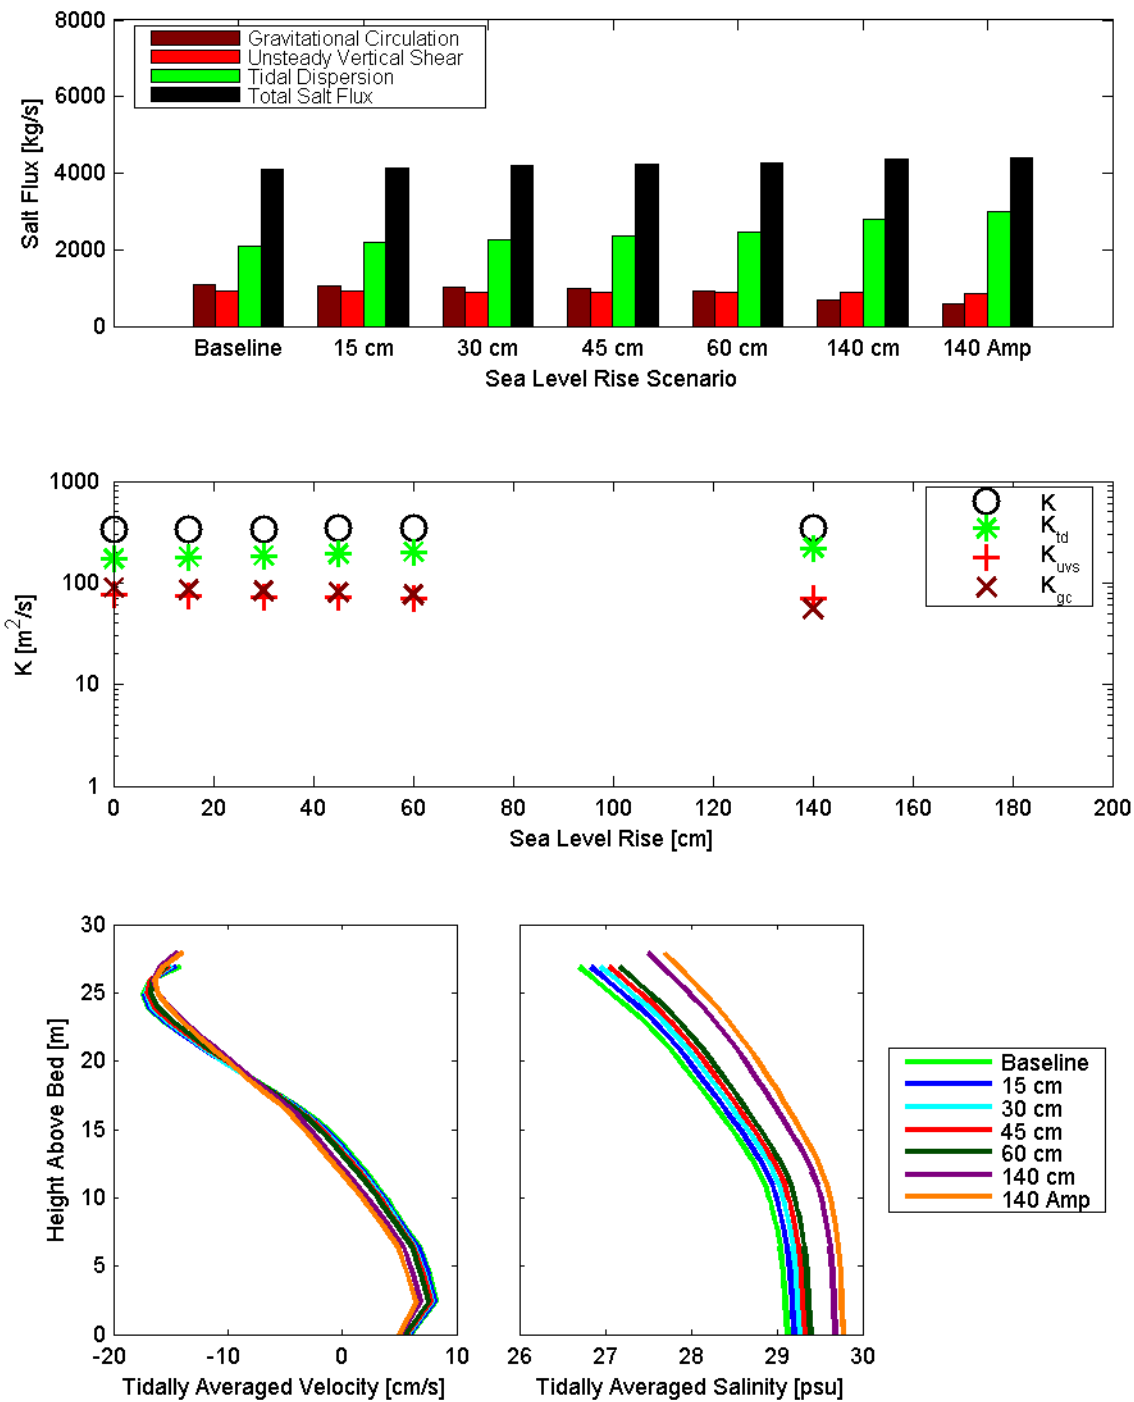 8000
6000
4000
2000
0
Salt Flux [kg/s]
Gravitational Circulation
Unsteady Vertical Shear
Tidal Dispersion
Total Salt Flux
Baseline 15 cm 30 cm 45 cm 60 cm 140 cm 140 Amp
Sea Level Rise Scenario
1000
100
10
1
K [m²/s]
K
K_td
K_uvs
K_gc
0 20 40 60 80 100 120 140 160 180 200
Sea Level Rise [cm]
30
25
20
15
10
5
0
Height Above Bed [m]
-20 -10 0 10
Tidally Averaged Velocity [cm/s]
26 27 28 29 30
Tidally Averaged Salinity [psu]
Baseline
15 cm
30 cm
45 cm
60 cm
140 cm
140 Amp